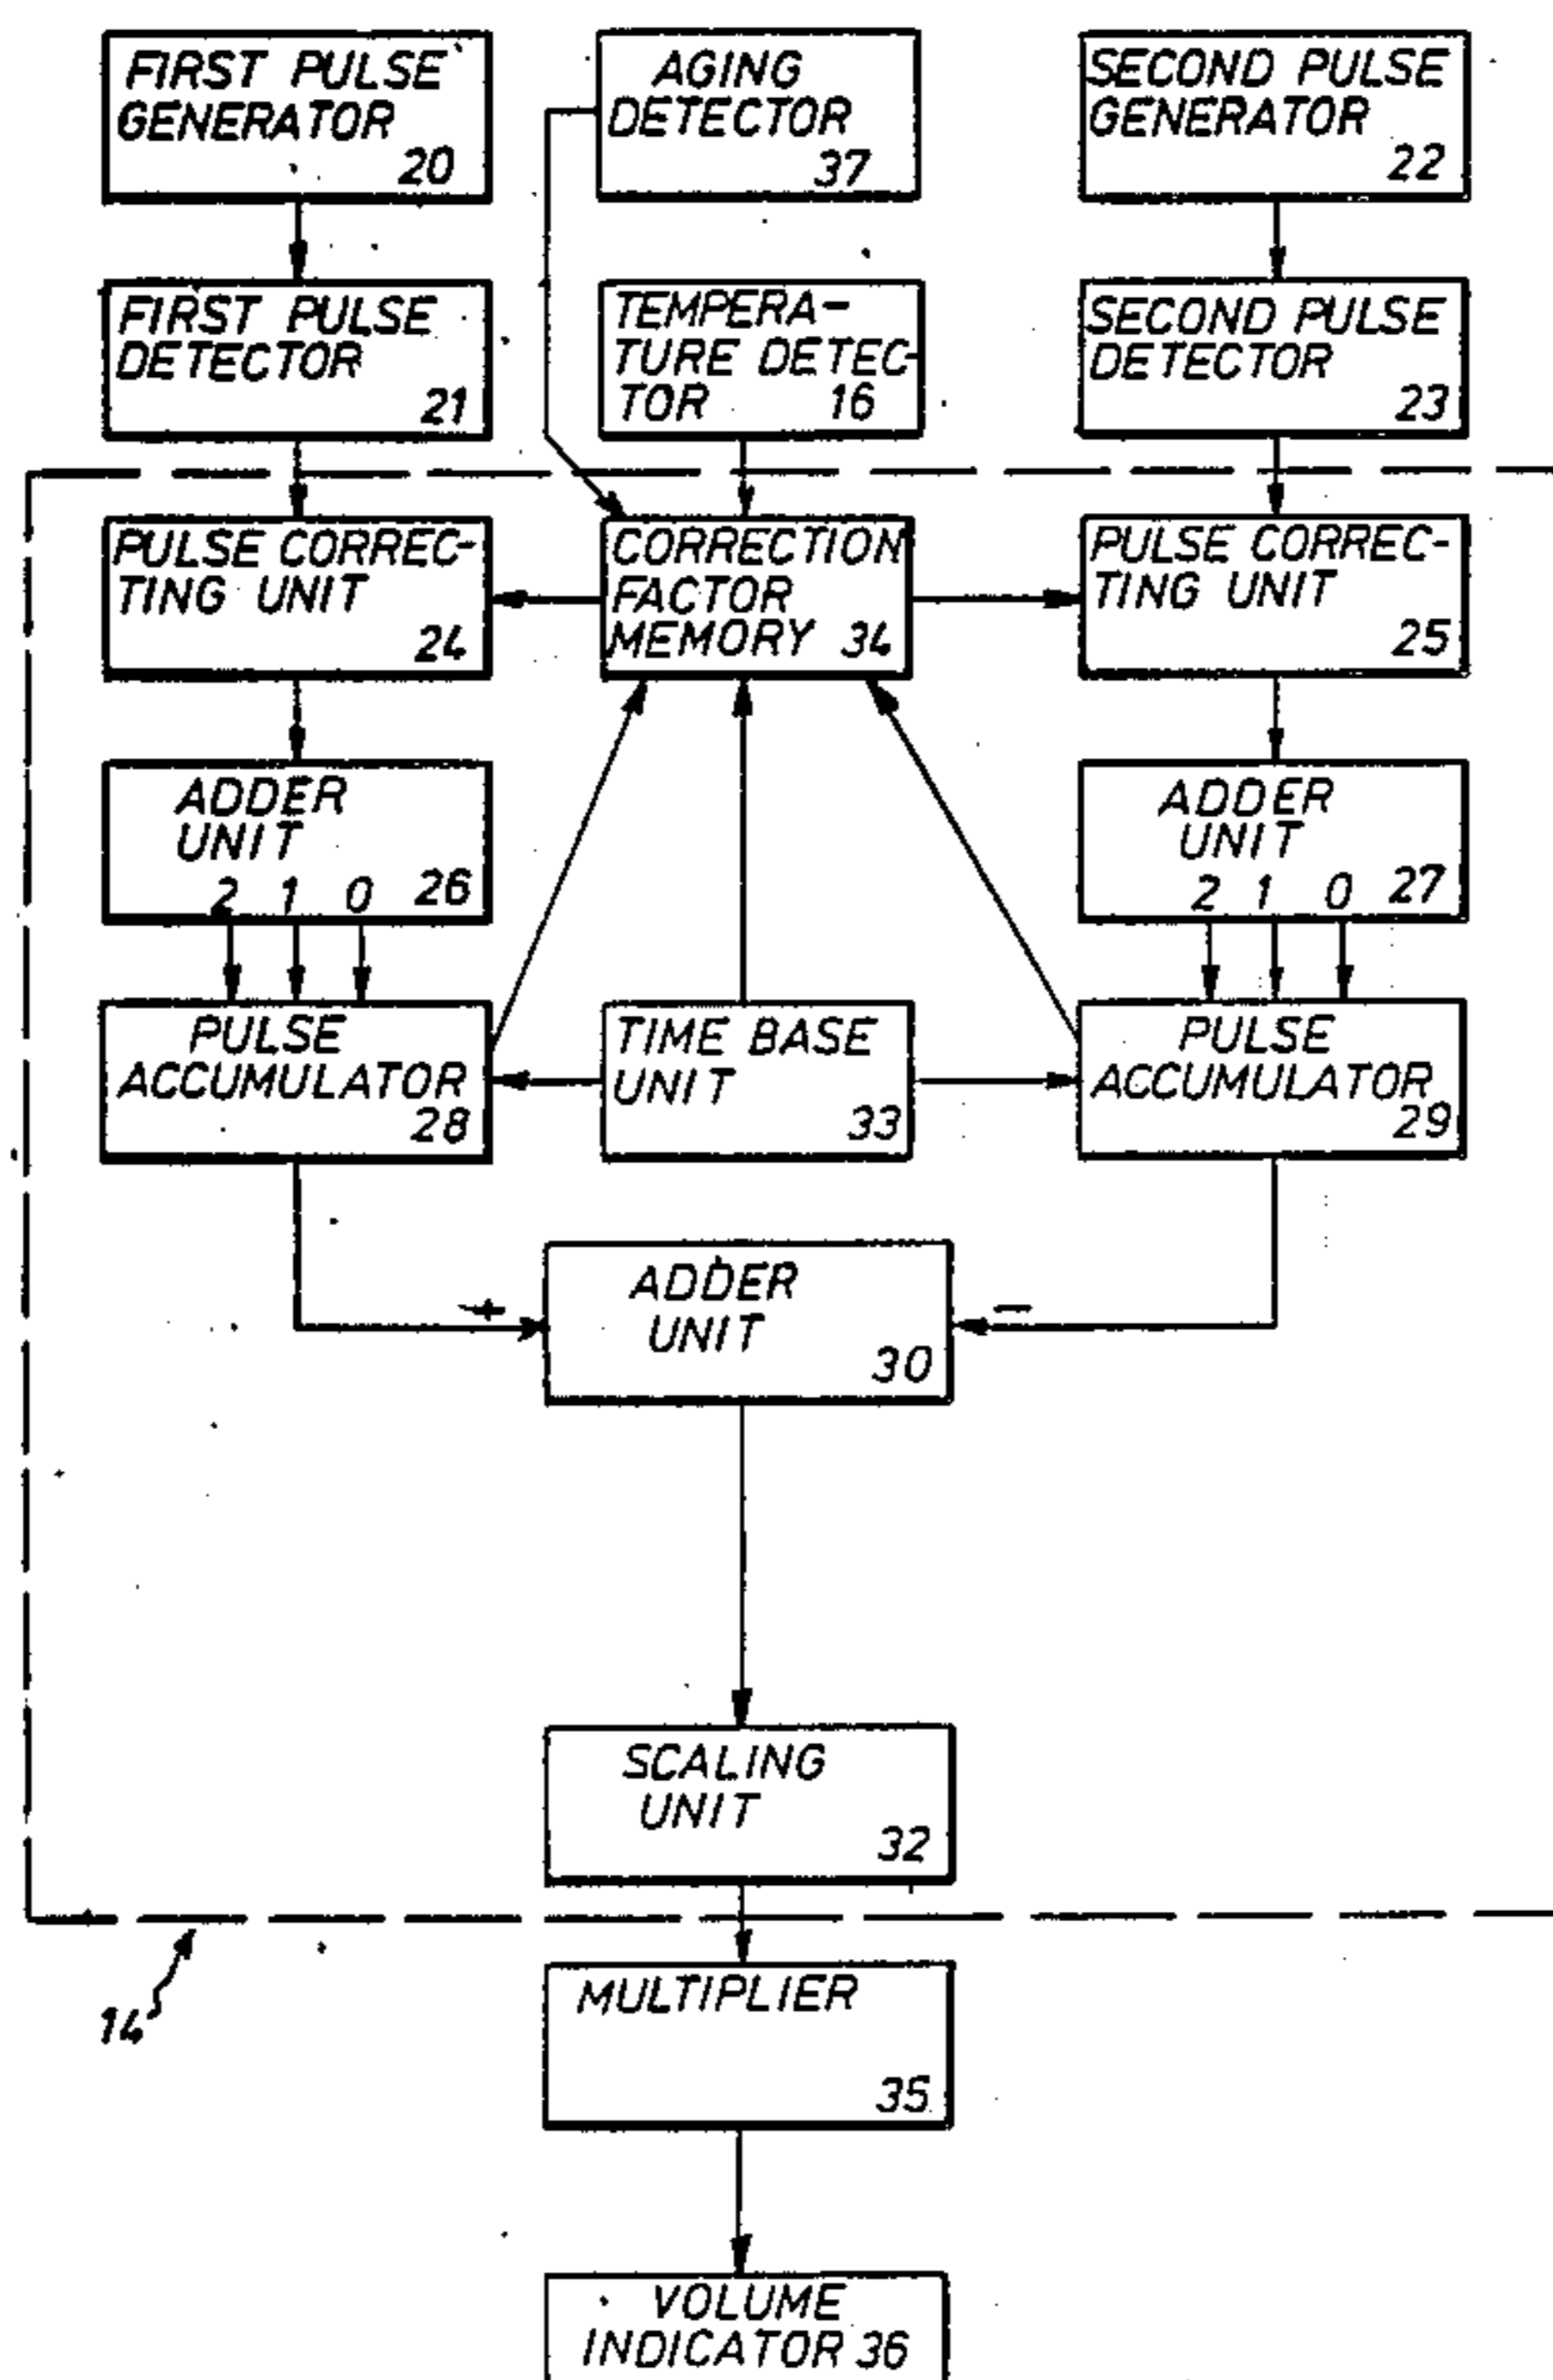 FIRST PULSE
GENERATOR
20
AGING
DETECTOR
37
SECOND PULSE
GENERATOR
22
FIRST PULSE
DETECTOR
21
TEMPERA-
TURE DETEC-
TOR 16
SECOND PULSE
DETECTOR
23
PULSE CORREC-
TING UNIT
24
CORRECTION
FACTOR
MEMORY 34
PULSE CORREC-
TING UNIT
25
ADDER
UNIT
2 1 0 26
ADDER
UNIT
2 1 0 27
PULSE
ACCUMULATOR
28
TIME BASE
UNIT
33
PULSE
ACCUMULATOR
29
+
ADDER
UNIT
30
−
SCALING
UNIT
32
14
MULTIPLIER
35
VOLUME
INDICATOR 36